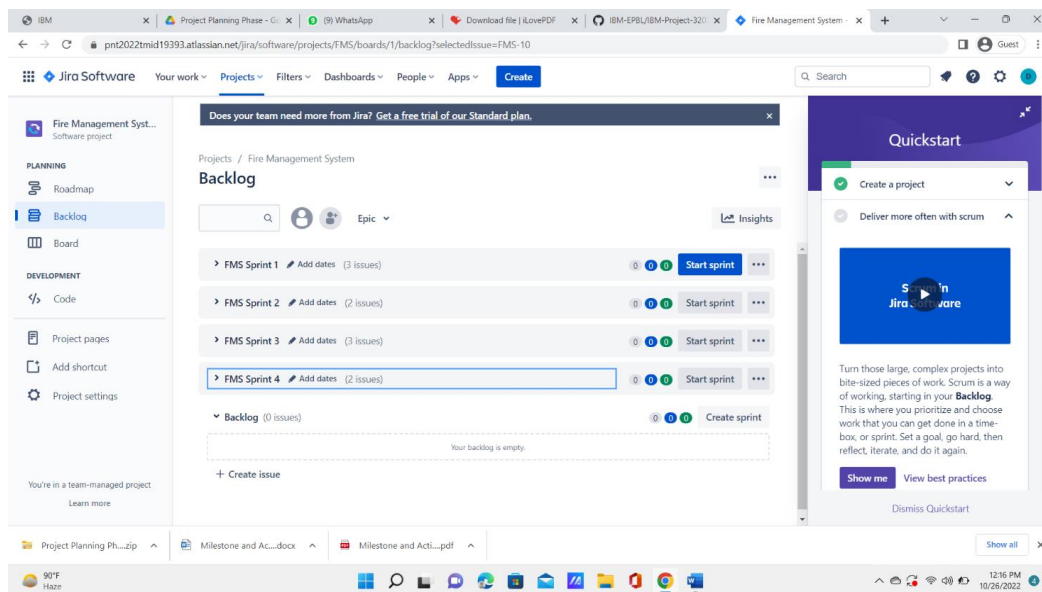 IBM
Project Planning Phase - Go
(9) WhatsApp
Download file | iLovePDF
IBM-EPBL/IBM-Project-320
Fire Management System -
pnt2022tmid19393.atlassian.net/jira/software/projects/FMS/boards/1/backlog?selectedIssue=FMS-10
Guest
Jira Software Your work Projects Filters Dashboards People Apps Create Search
D
Does your team need more from Jira? Get a free trial of our Standard plan.
Fire Management Syst...
Software project
PLANNING
Roadmap
Backlog
Board
DEVELOPMENT
Code
Project pages
Add shortcut
Project settings
You're in a team-managed project
Learn more
Projects / Fire Management System
Backlog
Epic
Insights
FMS Sprint 1 Add dates (3 issues) 0 0 0 Start sprint
FMS Sprint 2 Add dates (2 issues) 0 0 0 Start sprint
FMS Sprint 3 Add dates (3 issues) 0 0 0 Start sprint
FMS Sprint 4 Add dates (2 issues) 0 0 0 Start sprint
Backlog (0 issues) 0 0 0 Create sprint
Your backlog is empty.
+ Create issue
Quickstart
Create a project
Deliver more often with scrum
Scrum in
Jira Software
Turn those large, complex projects into
bite-sized pieces of work. Scrum is a way
of working, starting in your Backlog.
This is where you prioritize and choose
work that you can get done in a time-
box, or sprint. Set a goal, go hard, then
reflect, iterate, and do it again.
Show me View best practices
Dismiss Quickstart
Project Planning Ph....zip
Milestone and Ac....docx
Milestone and Acti....pdf
Show all
90°F
Haze
12:16 PM
10/26/2022
4